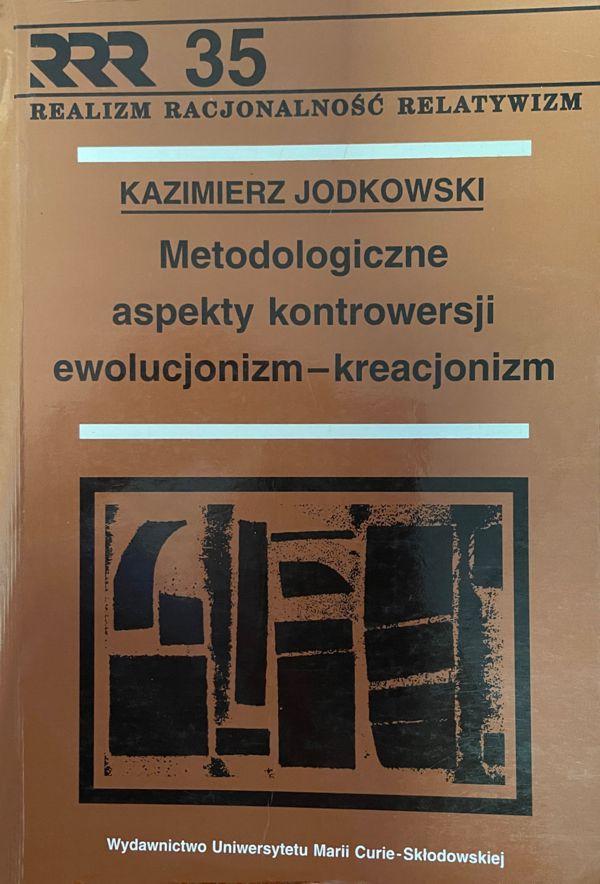 RRR 35
REALIZM RACJONALNOŚĆ RELATYWIZM
KAZIMIERZ JODKOWSKI
Metodologiczne
aspekty kontrowersji
ewolucjonizm–kreacjonizm
Wydawnictwo Uniwersytetu Marii Curie-Skłodowskiej